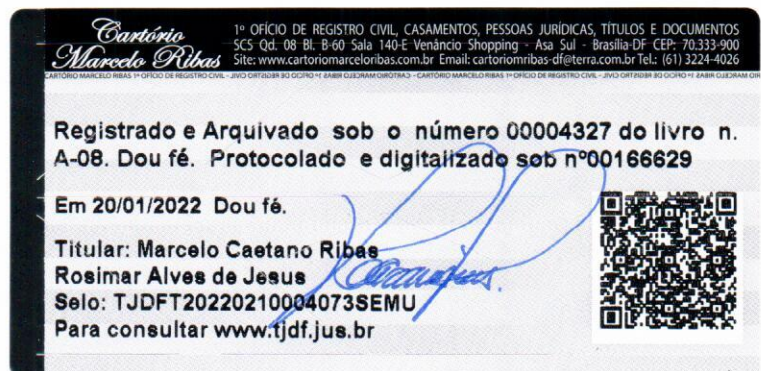 Cartório
Marcelo Ribas
1º OFÍCIO DE REGISTRO CIVIL, CASAMENTOS, PESSOAS JURÍDICAS, TÍTULOS E DOCUMENTOS
SCS Qd. 08 Bl. B-60 Sala 140-E Venâncio Shopping - Asa Sul - Brasília-DF CEP: 70.333-900
Site: www.cartoriomarceloribas.com.br Email: cartoriomribas-df@terra.com.br Tel.: (61) 3224-4026
Registrado e Arquivado sob o número 00004327 do livro n.
A-08. Dou fé. Protocolado e digitalizado sob nº00166629
Em 20/01/2022 Dou fé.
Titular: Marcelo Caetano Ribas
Rosimar Alves de Jesus
Selo: TJDFT20220210004073SEMU
Para consultar www.tjdf.jus.br